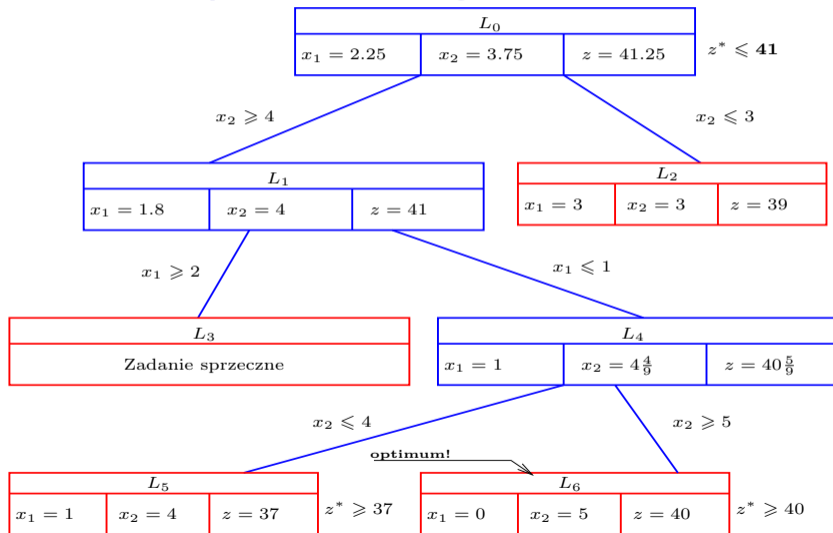 L₀
x₁ = 2.25 x₂ = 3.75 z = 41.25 z* ⩽ 41
x₂ ⩾ 4 x₂ ⩽ 3
L₁ L₂
x₁ = 1.8 x₂ = 4 z = 41 x₁ = 3 x₂ = 3 z = 39
x₁ ⩾ 2 x₁ ⩽ 1
L₃ L₄
Zadanie sprzeczne x₁ = 1 x₂ = 4 4/9 z = 40 5/9
x₂ ⩽ 4 x₂ ⩾ 5
optimum!
L₅ L₆
x₁ = 1 x₂ = 4 z = 37 z* ⩾ 37 x₁ = 0 x₂ = 5 z = 40 z* ⩾ 40